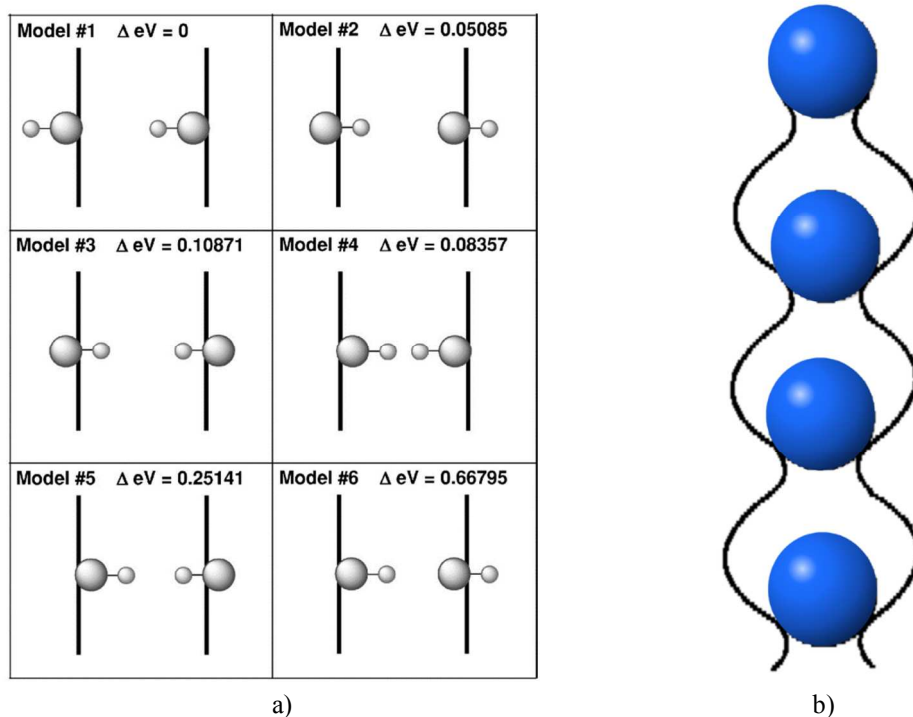 Model #1 Δ eV = 0
Model #2 Δ eV = 0.05085
Model #3 Δ eV = 0.10871
Model #4 Δ eV = 0.08357
Model #5 Δ eV = 0.25141
Model #6 Δ eV = 0.66795
a)
b)